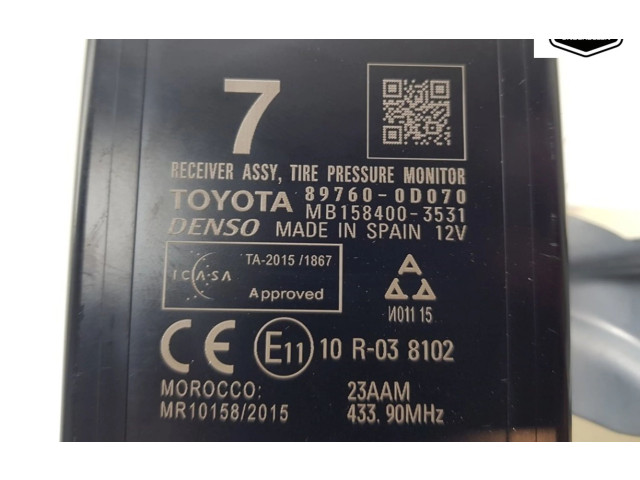 7
RECEIVER ASSY, TIRE PRESSURE MONITOR
TOYOTA 89760-0D070
MB158400-3531
DENSO MADE IN SPAIN 12V
ICASA TA-2015/1867
Approved
И011 15
CE E11 10 R-03 8102
MOROCCO: 23AAM
MR10158/2015 433.90MHz